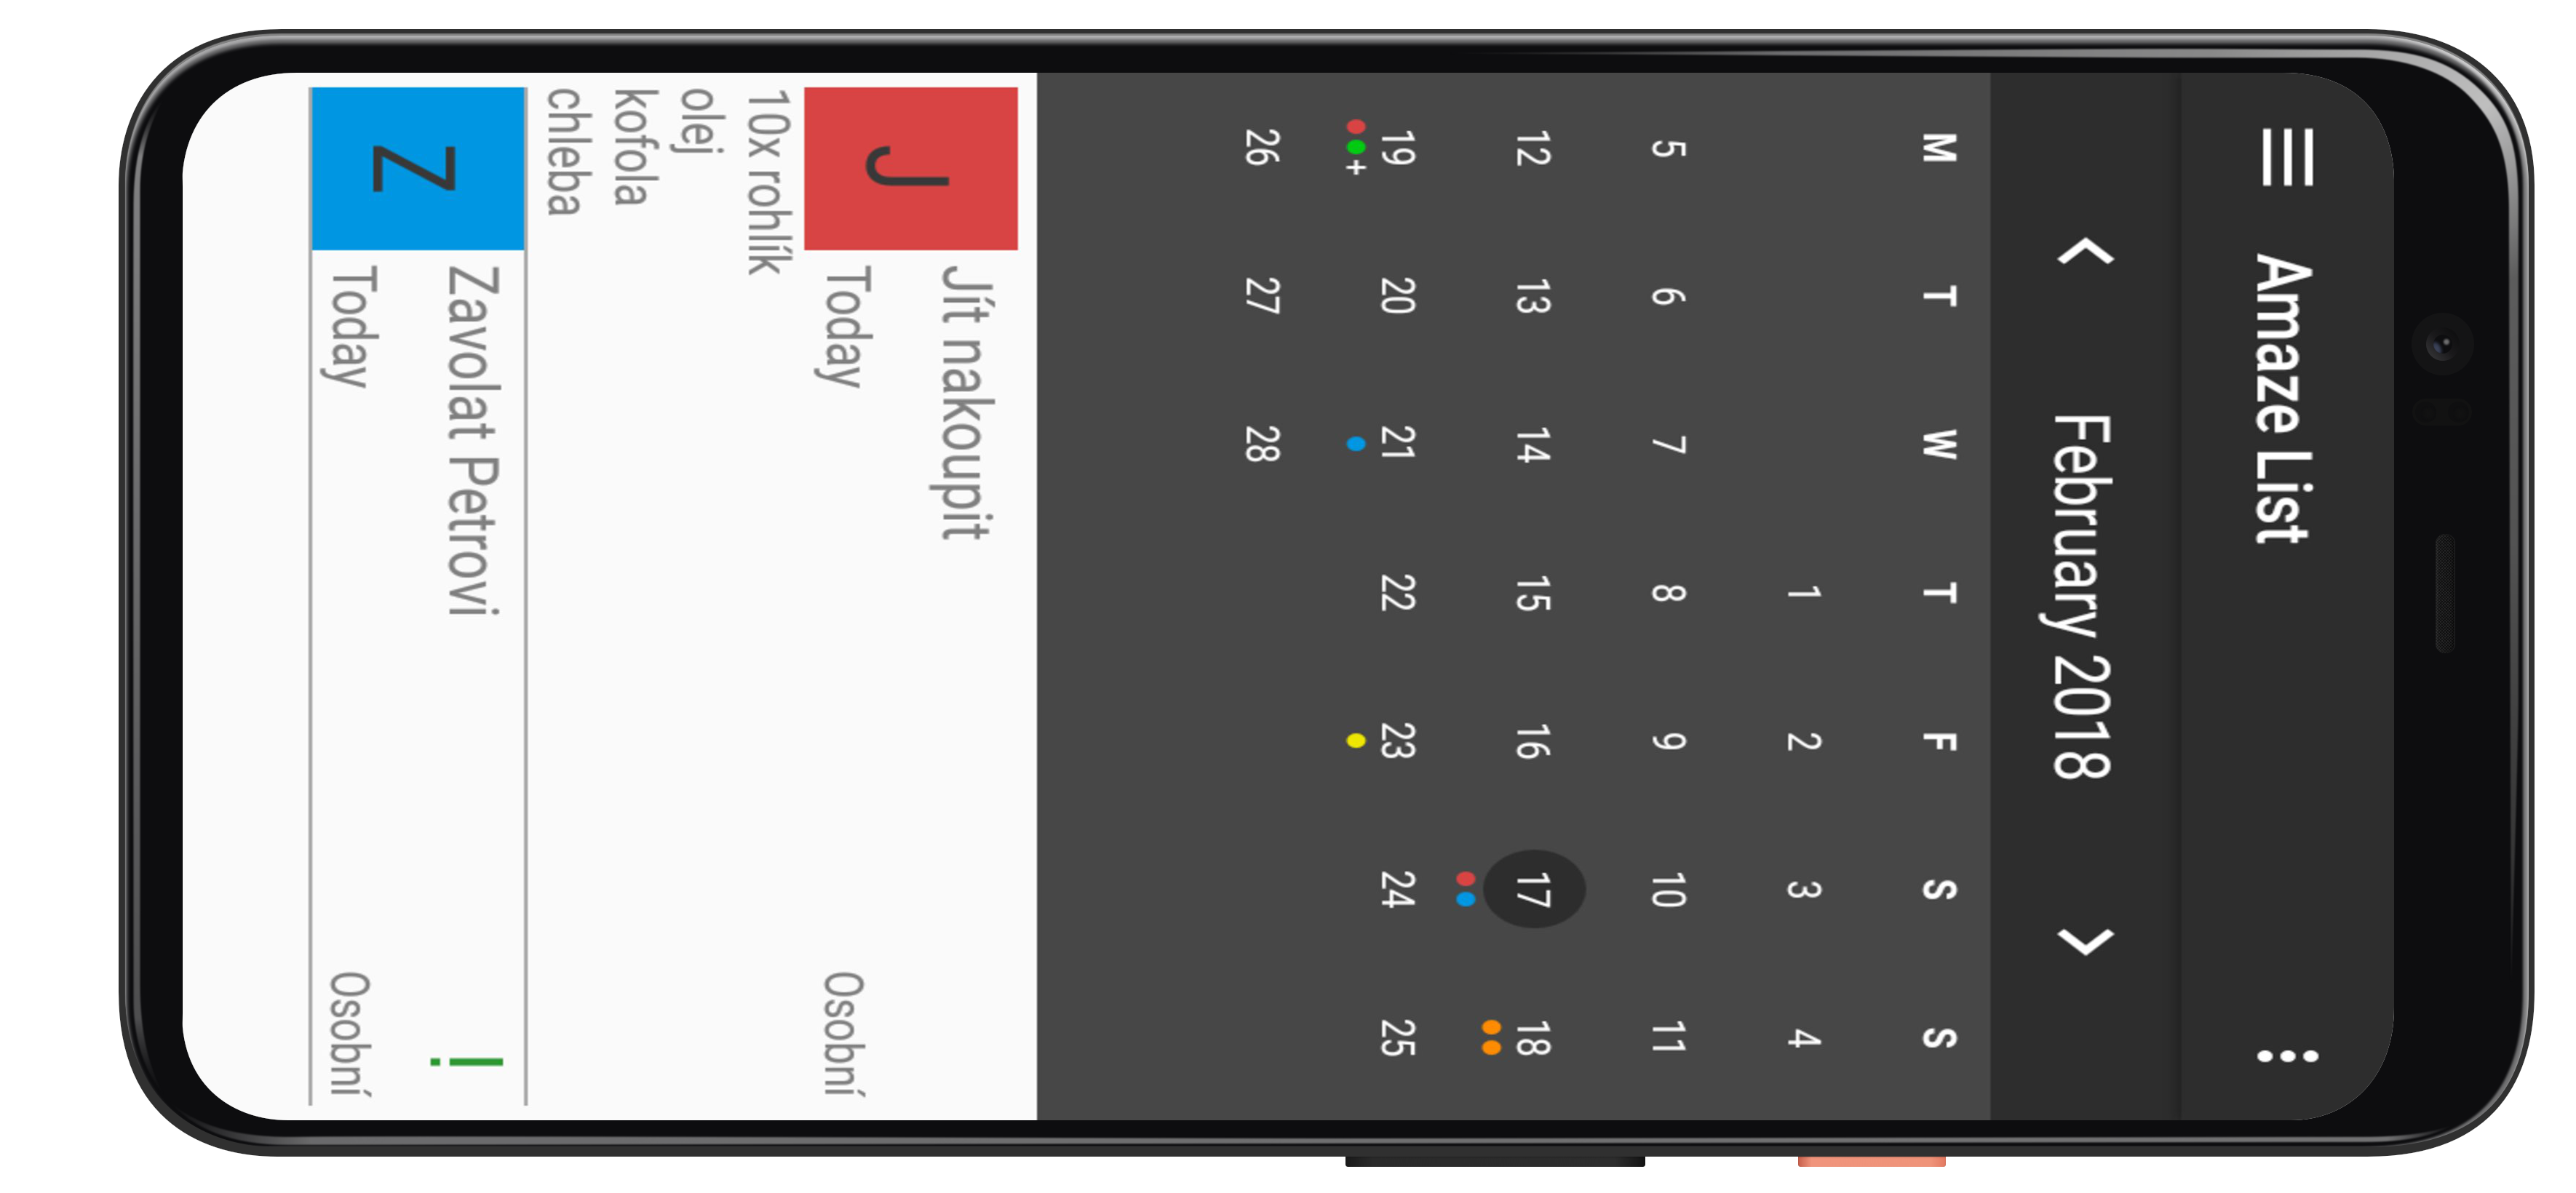 Amaze List
February 2018
M T W T F S S
1 2 3 4
5 6 7 8 9 10 11
12 13 14 15 16 17 18
19 20 21 22 23 24 25
+
26 27 28
J
Jít nakoupit
Today Osobní
10x rohlík
olej
kofola
chleba
Z
Zavolat Petrovi !
Today Osobní